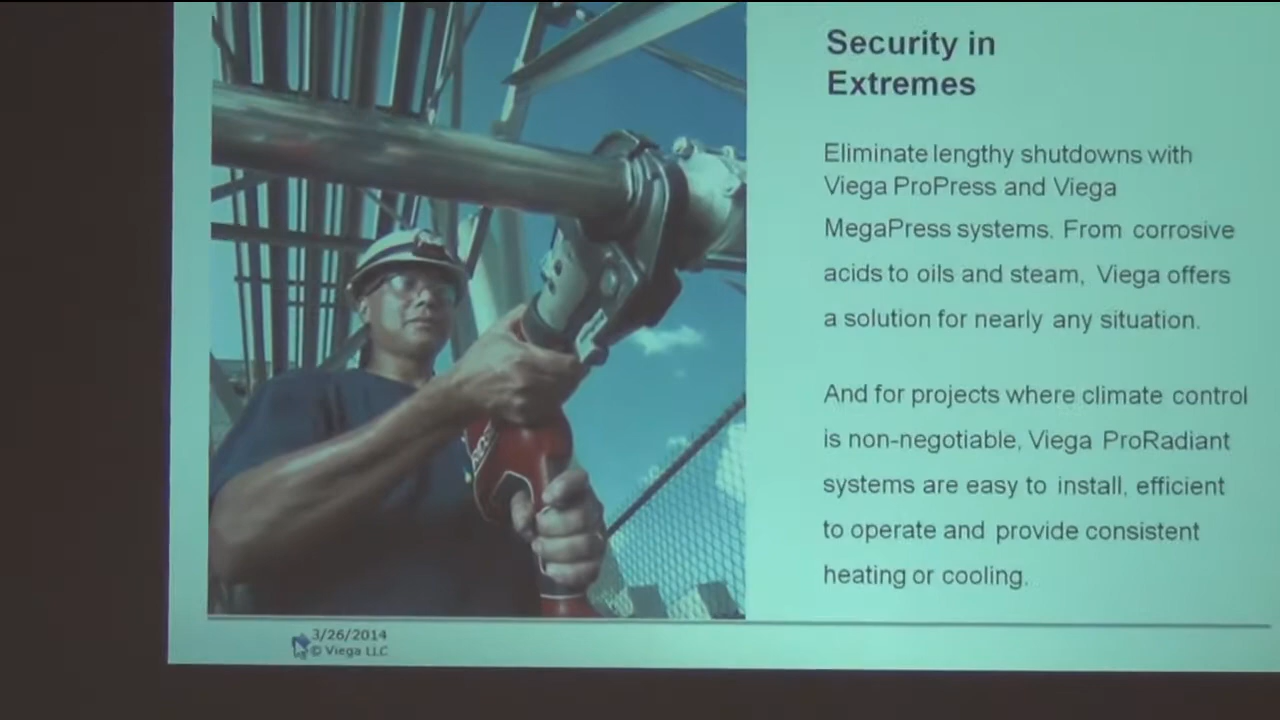 Security in
Extremes
Eliminate lengthy shutdowns with
Viega ProPress and Viega
MegaPress systems. From corrosive
acids to oils and steam, Viega offers
a solution for nearly any situation.
And for projects where climate control
is non-negotiable, Viega ProRadiant
systems are easy to install, efficient
to operate and provide consistent
heating or cooling.
3/26/2014
© Viega LLC